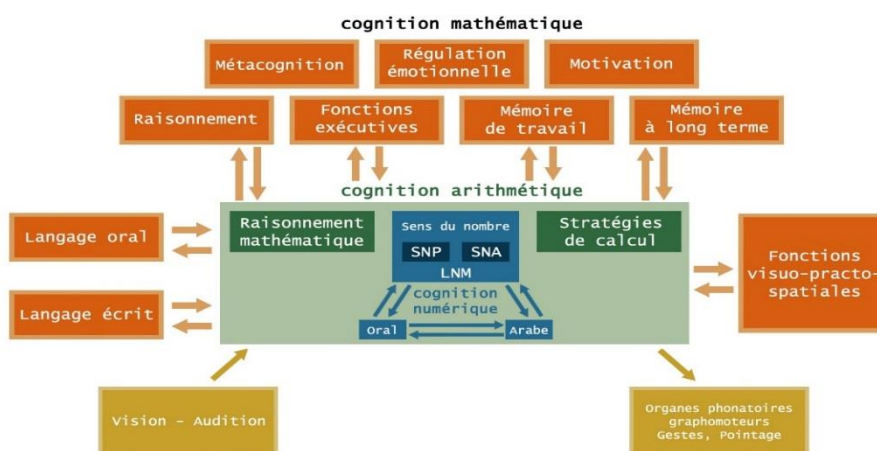 cognition mathématique
Métacognition
Régulation
émotionnelle
Motivation
Raisonnement
Fonctions
exécutives
Mémoire
de travail
Mémoire
à long terme
cognition arithmétique
Langage oral
Langage écrit
Raisonnement
mathématique
Sens du nombre
SNP SNA
LNM
Stratégies
de calcul
cognition
numérique
Oral
Arabe
Fonctions
visuo-practo-
spatiales
Vision - Audition
Organes phonatoires
graphomoteurs
Gestes, Pointage